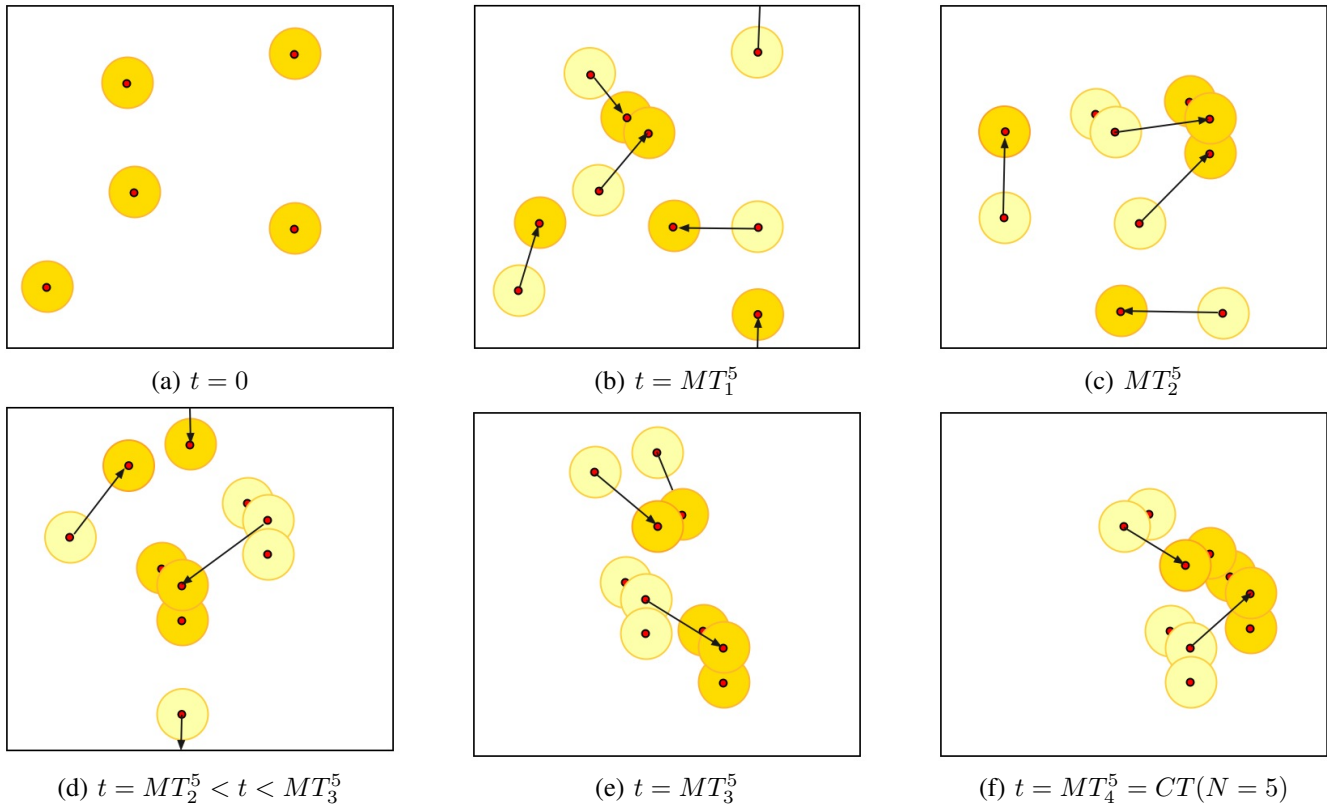 (a) $t = 0$
(b) $t = MT_1^5$
(c) $MT_2^5$
(d) $t = MT_2^5 < t < MT_3^5$
(e) $t = MT_3^5$
(f) $t = MT_4^5 = CT(N = 5)$